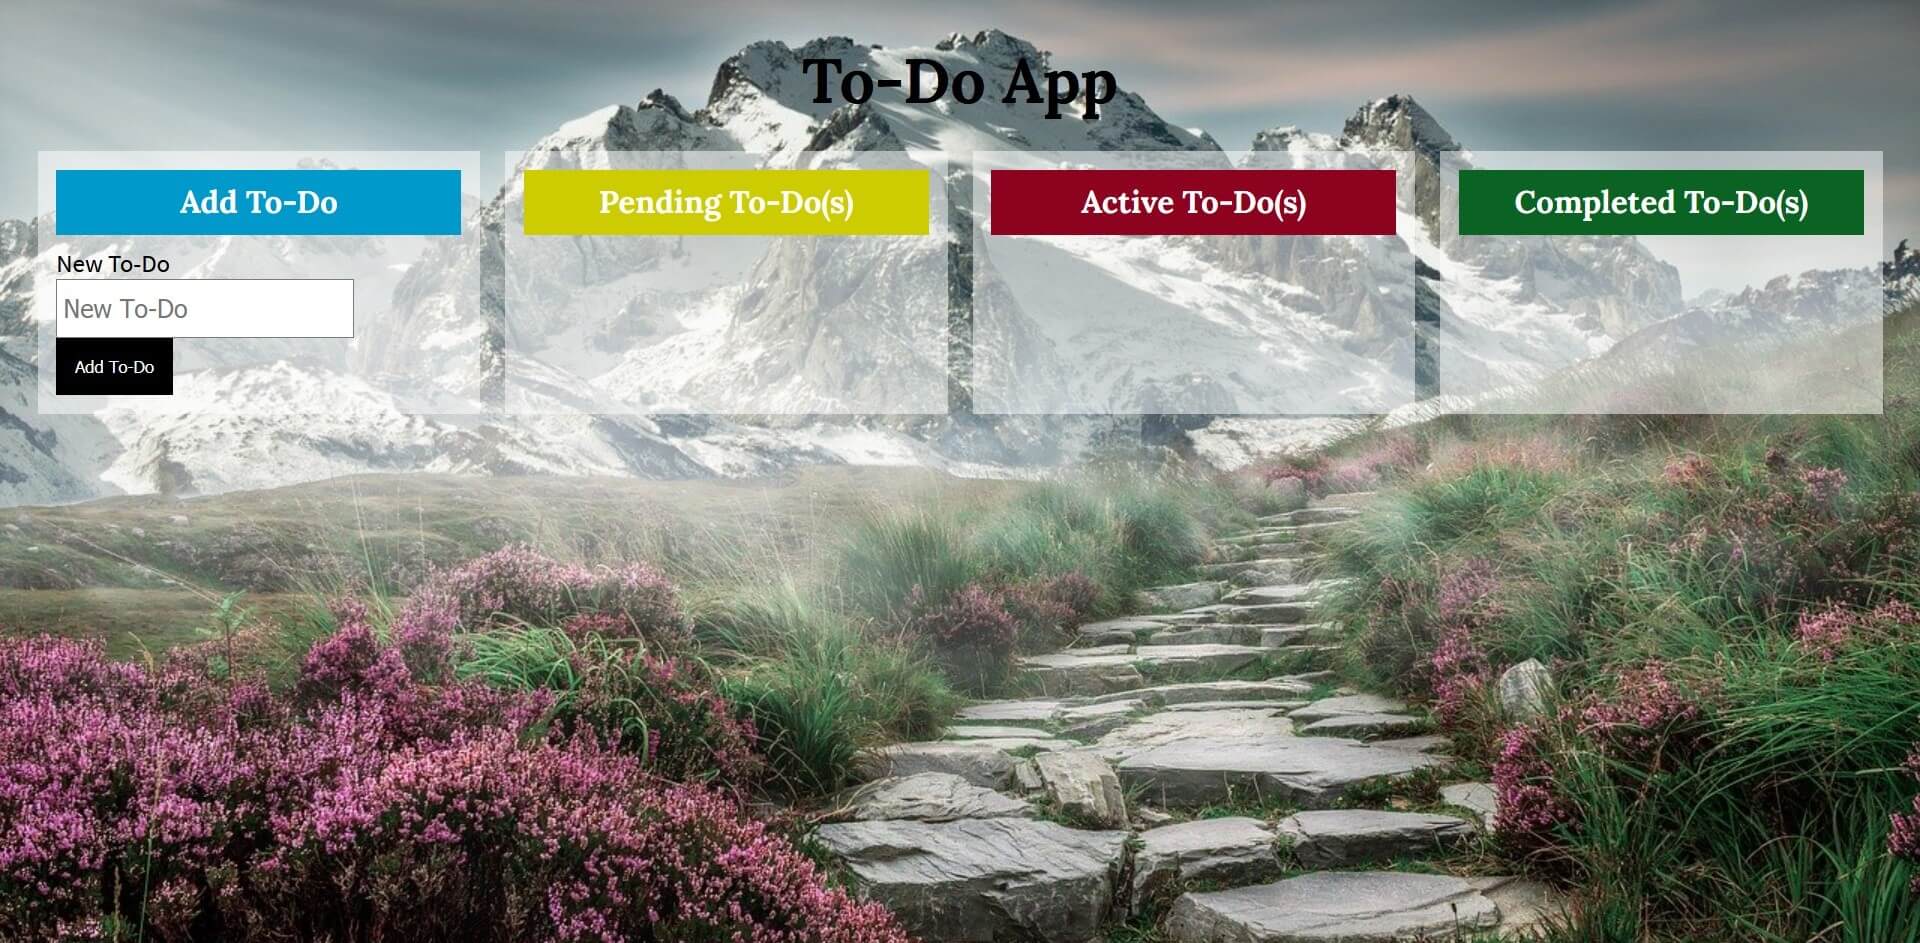 To-Do App
Add To-Do
Pending To-Do(s)
Active To-Do(s)
Completed To-Do(s)
New To-Do
New To-Do
Add To-Do